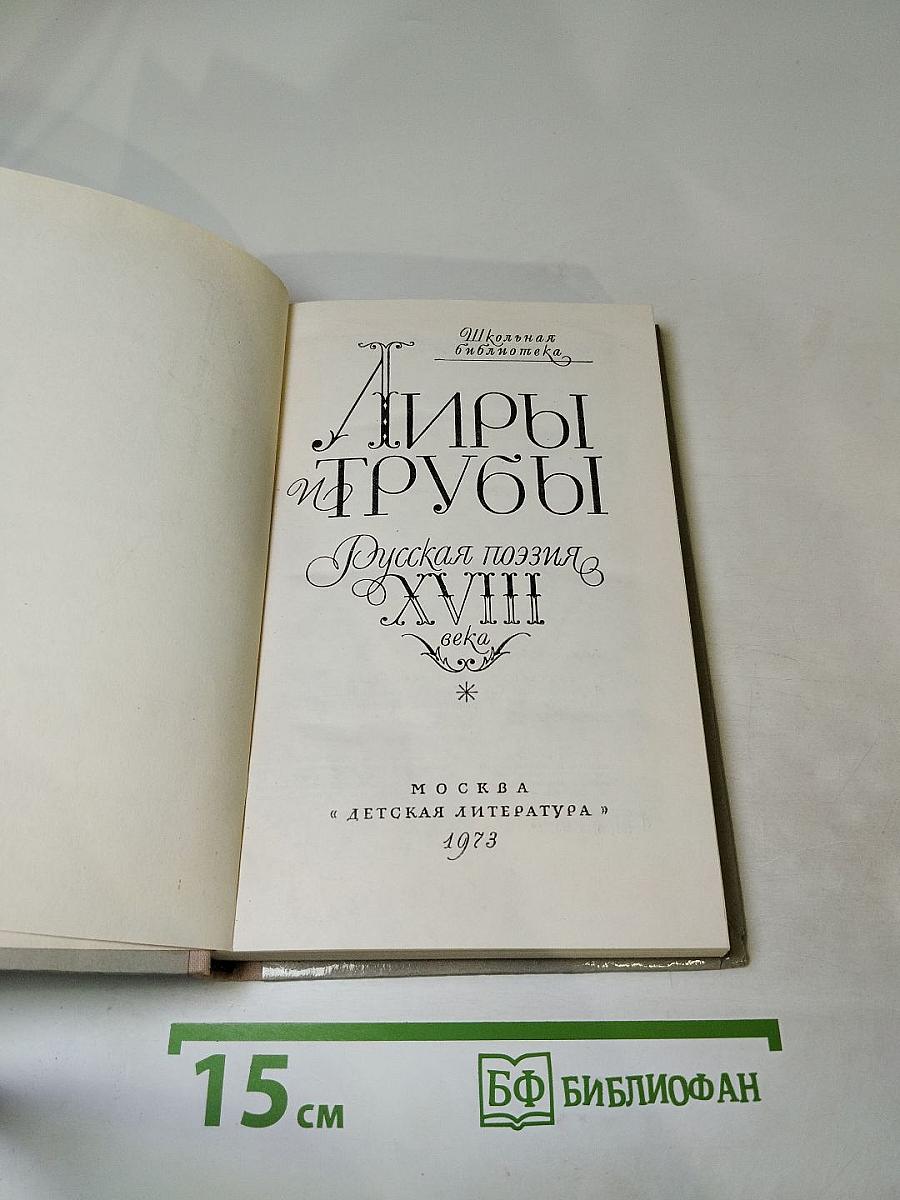 Школьная
библиотека
Лиры
и трубы
Русская поэзия
XVIII
века
МОСКВА
«ДЕТСКАЯ ЛИТЕРАТУРА»
1973
15 см
БФ БИБЛИОФАН